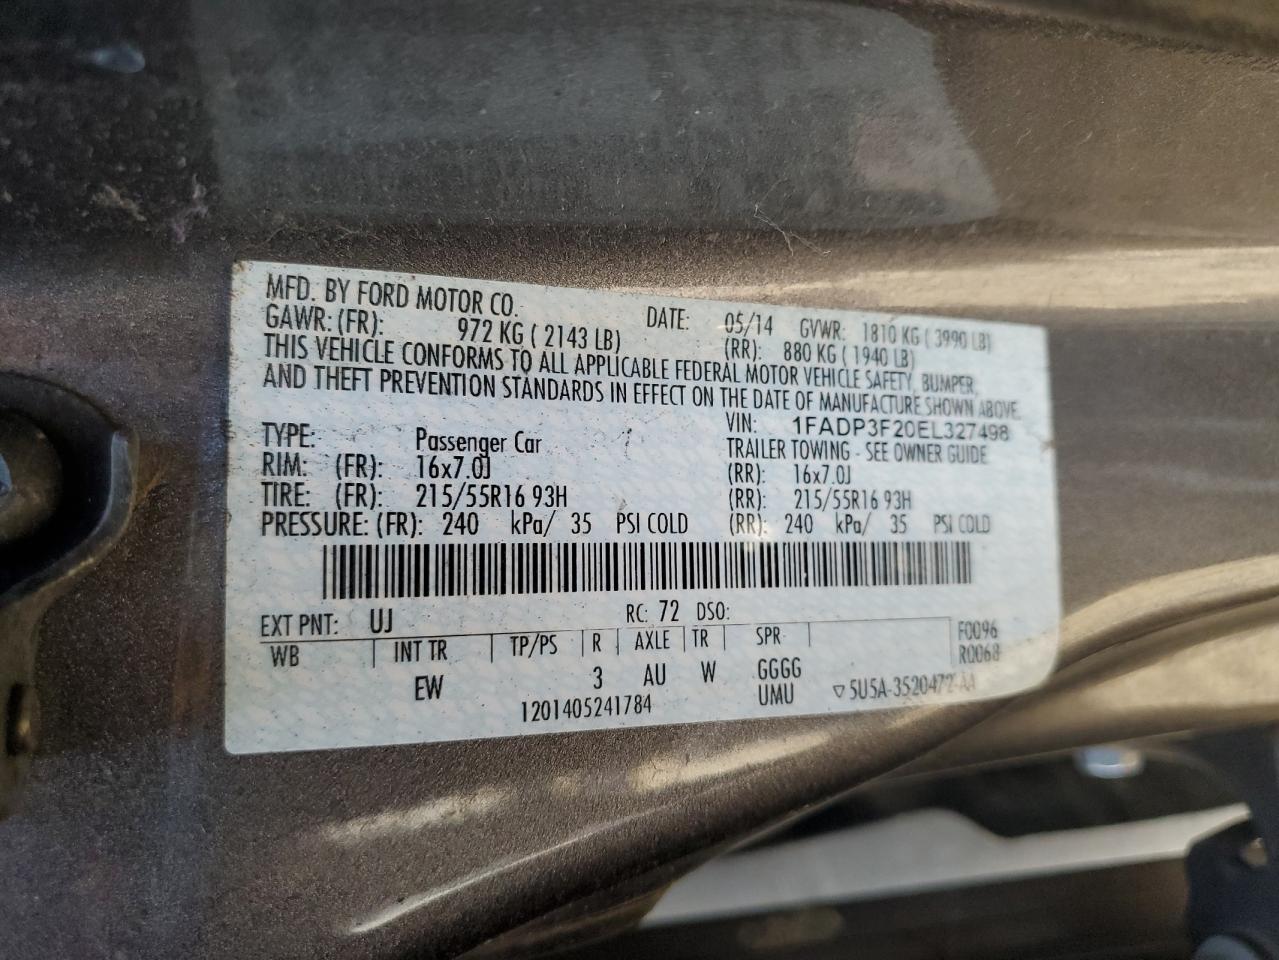 MFD. BY FORD MOTOR CO.
DATE: 05/14 GVWR: 1810 KG ( 3990 LB)
GAWR: (FR): 972 KG ( 2143 LB) (RR): 880 KG ( 1940 LB)
THIS VEHICLE CONFORMS TO ALL APPLICABLE FEDERAL MOTOR VEHICLE SAFETY, BUMPER,
AND THEFT PREVENTION STANDARDS IN EFFECT ON THE DATE OF MANUFACTURE SHOWN ABOVE.
VIN: 1FADP3F20EL327498
TYPE: Passenger Car TRAILER TOWING - SEE OWNER GUIDE
RIM: (FR): 16x7.0J (RR): 16x7.0J
TIRE: (FR): 215/55R16 93H (RR): 215/55R16 93H
PRESSURE: (FR): 240 kPa/ 35 PSI COLD (RR): 240 kPa/ 35 PSI COLD
EXT PNT: UJ RC: 72 DSO:
WB INT TR TP/PS R AXLE TR SPR F0096
R0068
EW 3 AU W GGGG
1201405241784 UMU ▽5U5A-3520472-AA